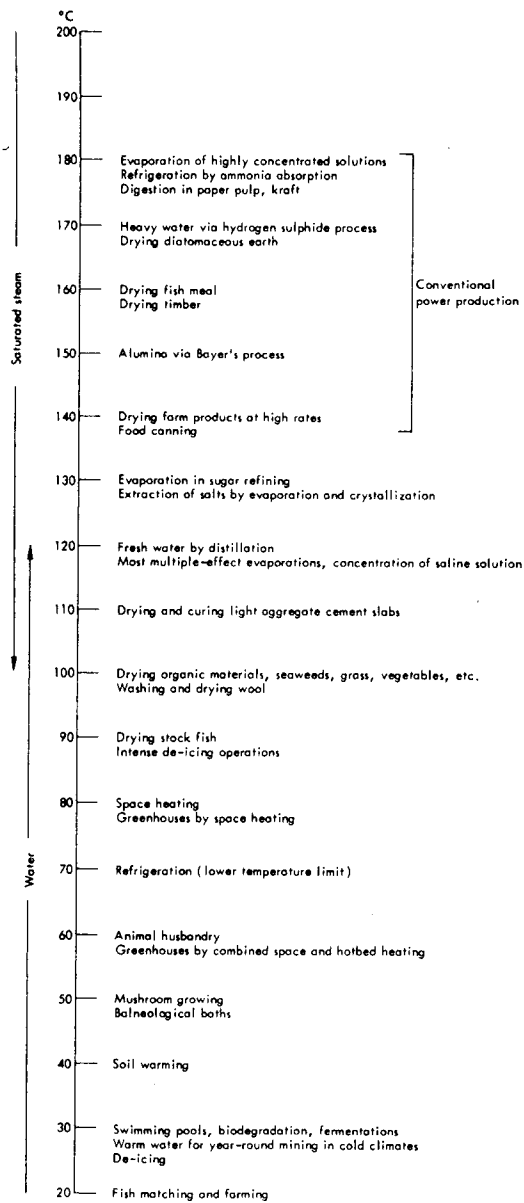 °C
200
190
180 Evaporation of highly concentrated solutions
Refrigeration by ammonia absorption
Digestion in paper pulp, kraft
170 Heavy water via hydrogen sulphide process
Drying diatomaceous earth
160 Drying fish meal
Drying timber
Conventional
power production
150 Alumina via Bayer's process
140 Drying farm products at high rates
Food canning
130 Evaporation in sugar refining
Extraction of salts by evaporation and crystallization
120 Fresh water by distillation
Most multiple-effect evaporations, concentration of saline solution
110 Drying and curing light aggregate cement slabs
100 Drying organic materials, seaweeds, grass, vegetables, etc.
Washing and drying wool
90 Drying stock fish
Intense de-icing operations
80 Space heating
Greenhouses by space heating
70 Refrigeration (lower temperature limit)
60 Animal husbandry
Greenhouses by combined space and hotbed heating
50 Mushroom growing
Balneological baths
40 Soil warming
30 Swimming pools, biodegradation, fermentations
Warm water for year-round mining in cold climates
De-icing
20 Fish matching and farming
Saturated steam
Water